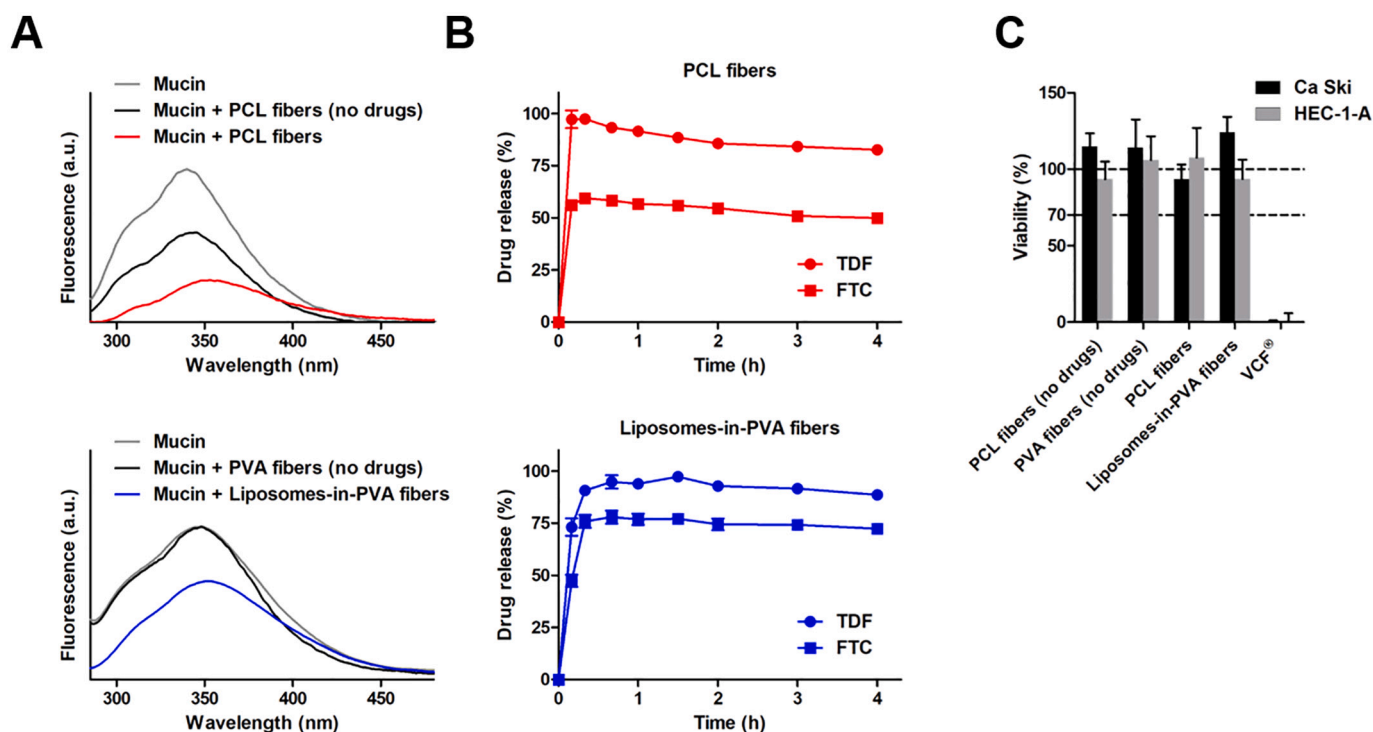 A
Mucin
Mucin + PCL fibers (no drugs)
Mucin + PCL fibers
Fluorescence (a.u.)
300
350
400
450
Wavelength (nm)
Mucin
Mucin + PVA fibers (no drugs)
Mucin + Liposomes-in-PVA fibers
Fluorescence (a.u.)
300
350
400
450
Wavelength (nm)
B
PCL fibers
Drug release (%)
100
75
50
25
0
TDF
FTC
0
1
2
3
4
Time (h)
Liposomes-in-PVA fibers
Drug release (%)
100
75
50
25
0
TDF
FTC
0
1
2
3
4
Time (h)
C
Ca Ski
HEC-1-A
Viability (%)
150
100
70
50
0
PCL fibers (no drugs)
PVA fibers (no drugs)
PCL fibers
Liposomes-in-PVA fibers
VCF®